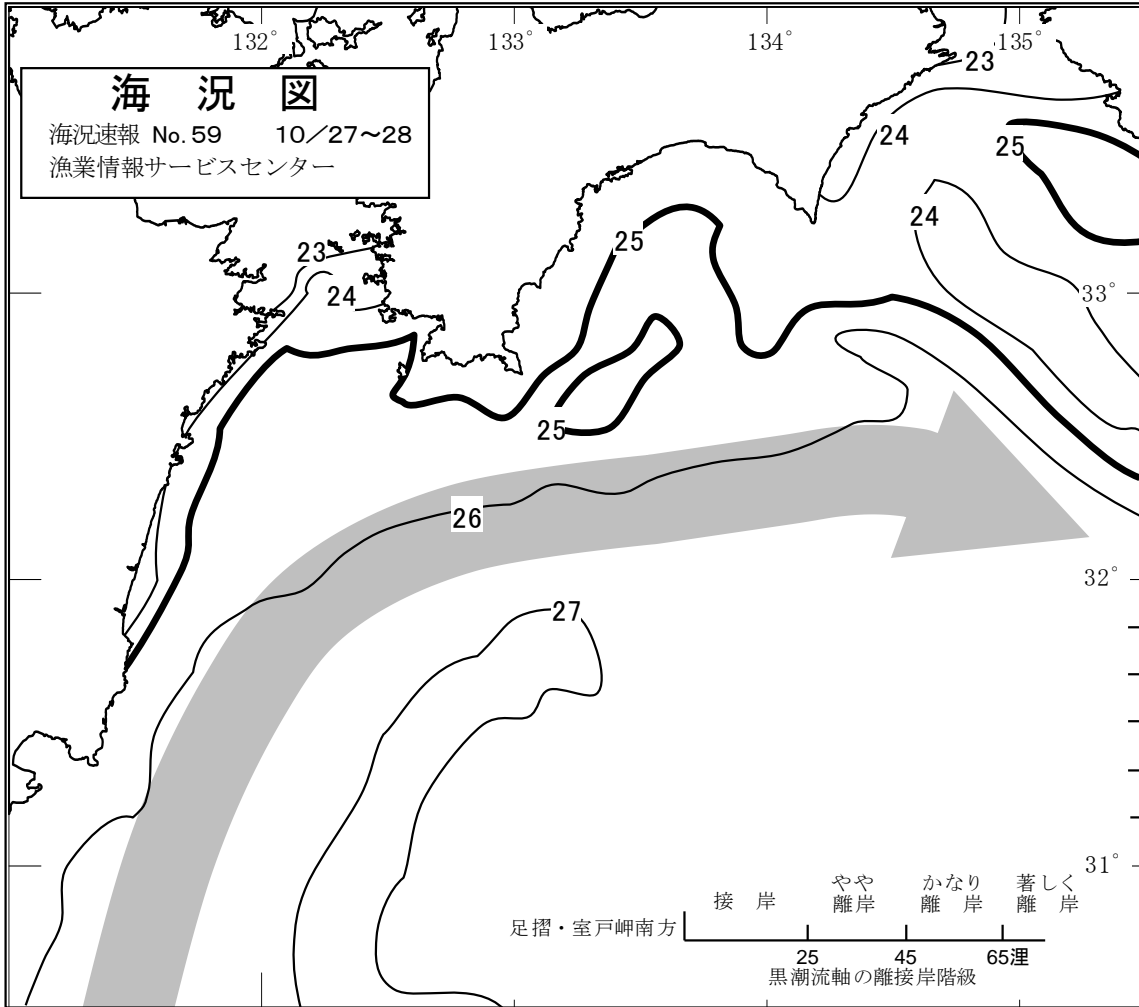 132°
133°
134°
135°
海 況 図
海況速報 No.59 10/27~28
漁業情報サービスセンター
23
24
25
24
25
23
24
25
33°
25
26
32°
27
31°
接 岸
やや
離岸
かなり
離 岸
著しく
離 岸
足摺・室戸岬南方
25
45
65浬
黒潮流軸の離接岸階級